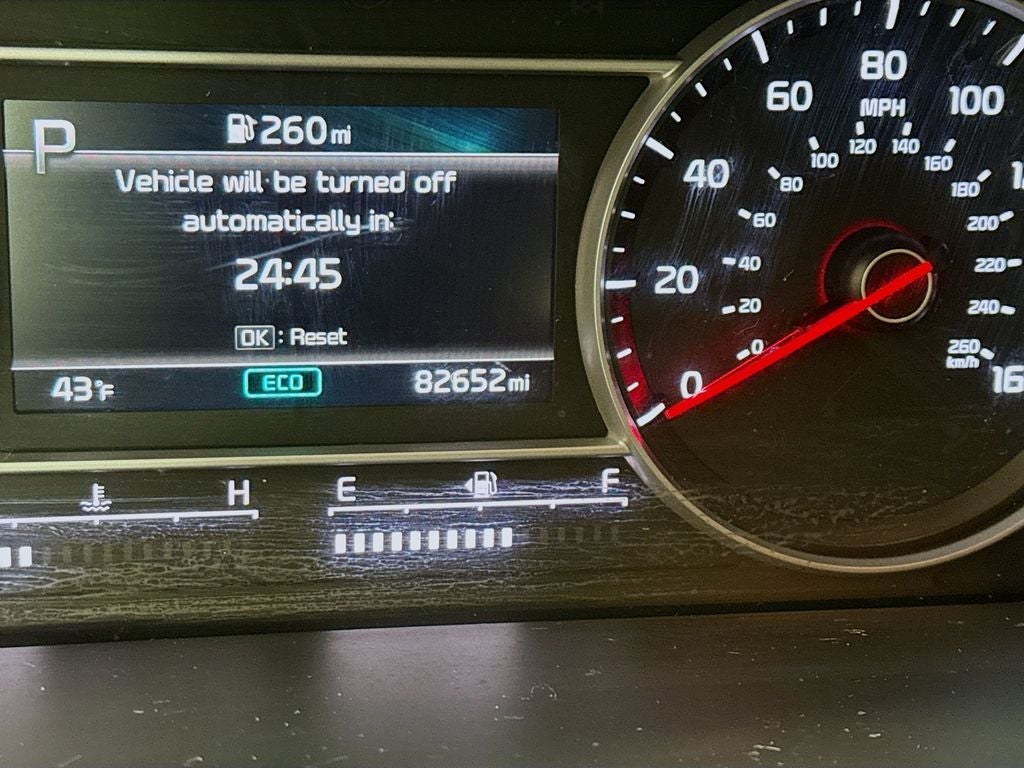 P
260 mi
Vehicle will be turned off
automatically in:
24:45
OK : Reset
43°F
ECO
82652 mi
H
E
F
0
20
40
60
80
100
MPH
0
20
40
60
80
100
120
140
160
180
200
220
240
260
km/h